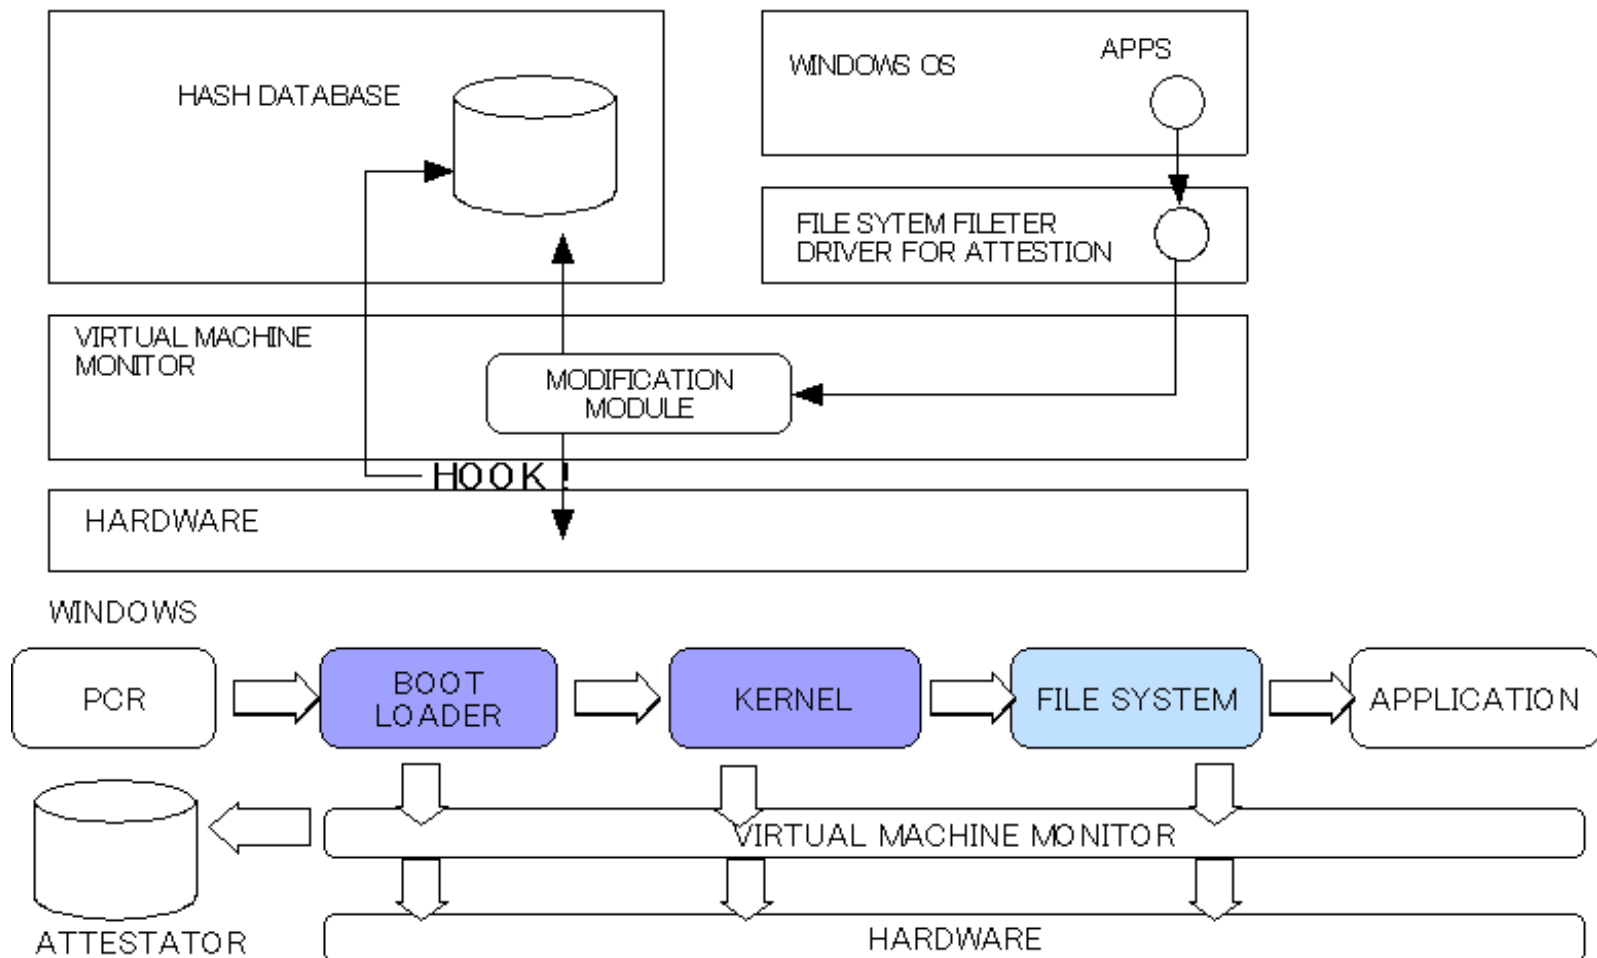 HASH DATABASE
WINDOWS OS
APPS
FILE SYTEM FILETER
DRIVER FOR ATTESTION
VIRTUAL MACHINE
MONITOR
MODIFICATION
MODULE
HOOK !
HARDWARE
WINDOWS
PCR
BOOT
LOADER
KERNEL
FILE SYSTEM
APPLICATION
VIRTUAL MACHINE MONITOR
ATTESTATOR
HARDWARE